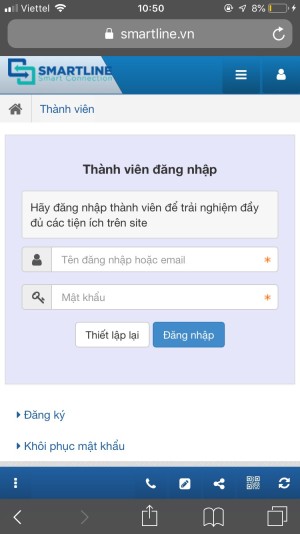 Viettel 10:50 8%
smartline.vn
SMARTLINE
Smart Connection
Thành viên
Thành viên đăng nhập
Hãy đăng nhập thành viên để trải nghiệm đầy
đủ các tiện ích trên site
Tên đăng nhập hoặc email *
Mật khẩu *
Thiết lập lại Đăng nhập
Đăng ký
Khôi phục mật khẩu